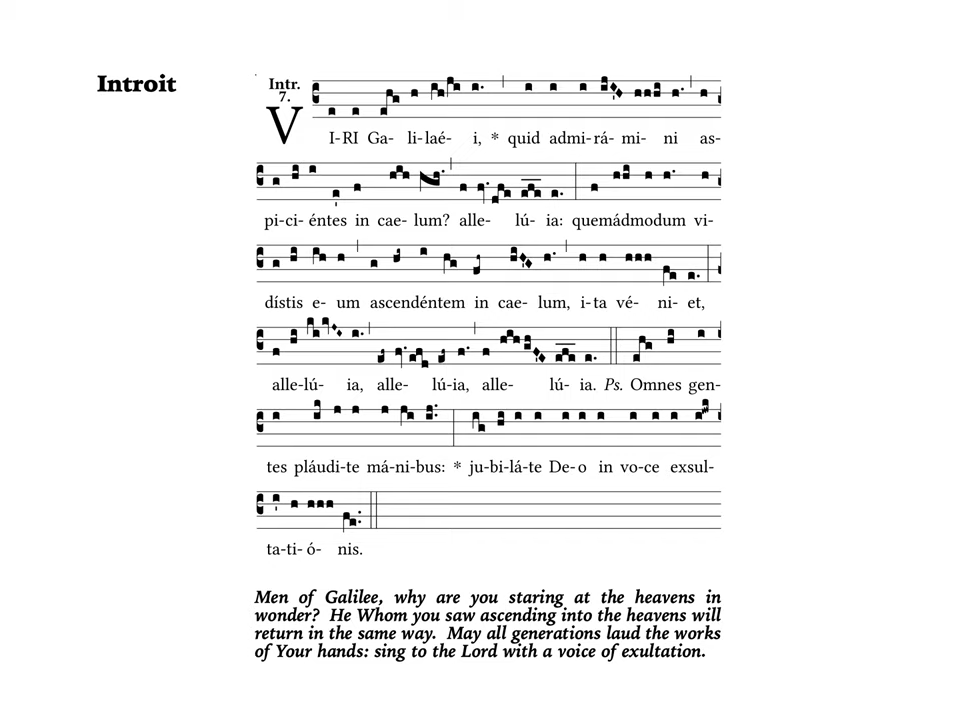 Introit
Intr.
7.
VI-RI Ga- li-laé- i, * quid admi-rá- mi- ni as-
pi-ci- éntes in cae- lum? alle- lú- ia: quemádmodum vi-
dístis e- um ascendéntem in cae- lum, i-ta vé- ni- et,
alle-lú- ia, alle- lú-ia, alle- lú- ia. Ps. Omnes gen-
tes pláudi-te má-ni-bus: * ju-bi-lá-te De-o in vo-ce exsul-
ta-ti-ó- nis.
Men of Galilee, why are you staring at the heavens in
wonder? He Whom you saw ascending into the heavens will
return in the same way. May all generations laud the works
of Your hands: sing to the Lord with a voice of exultation.